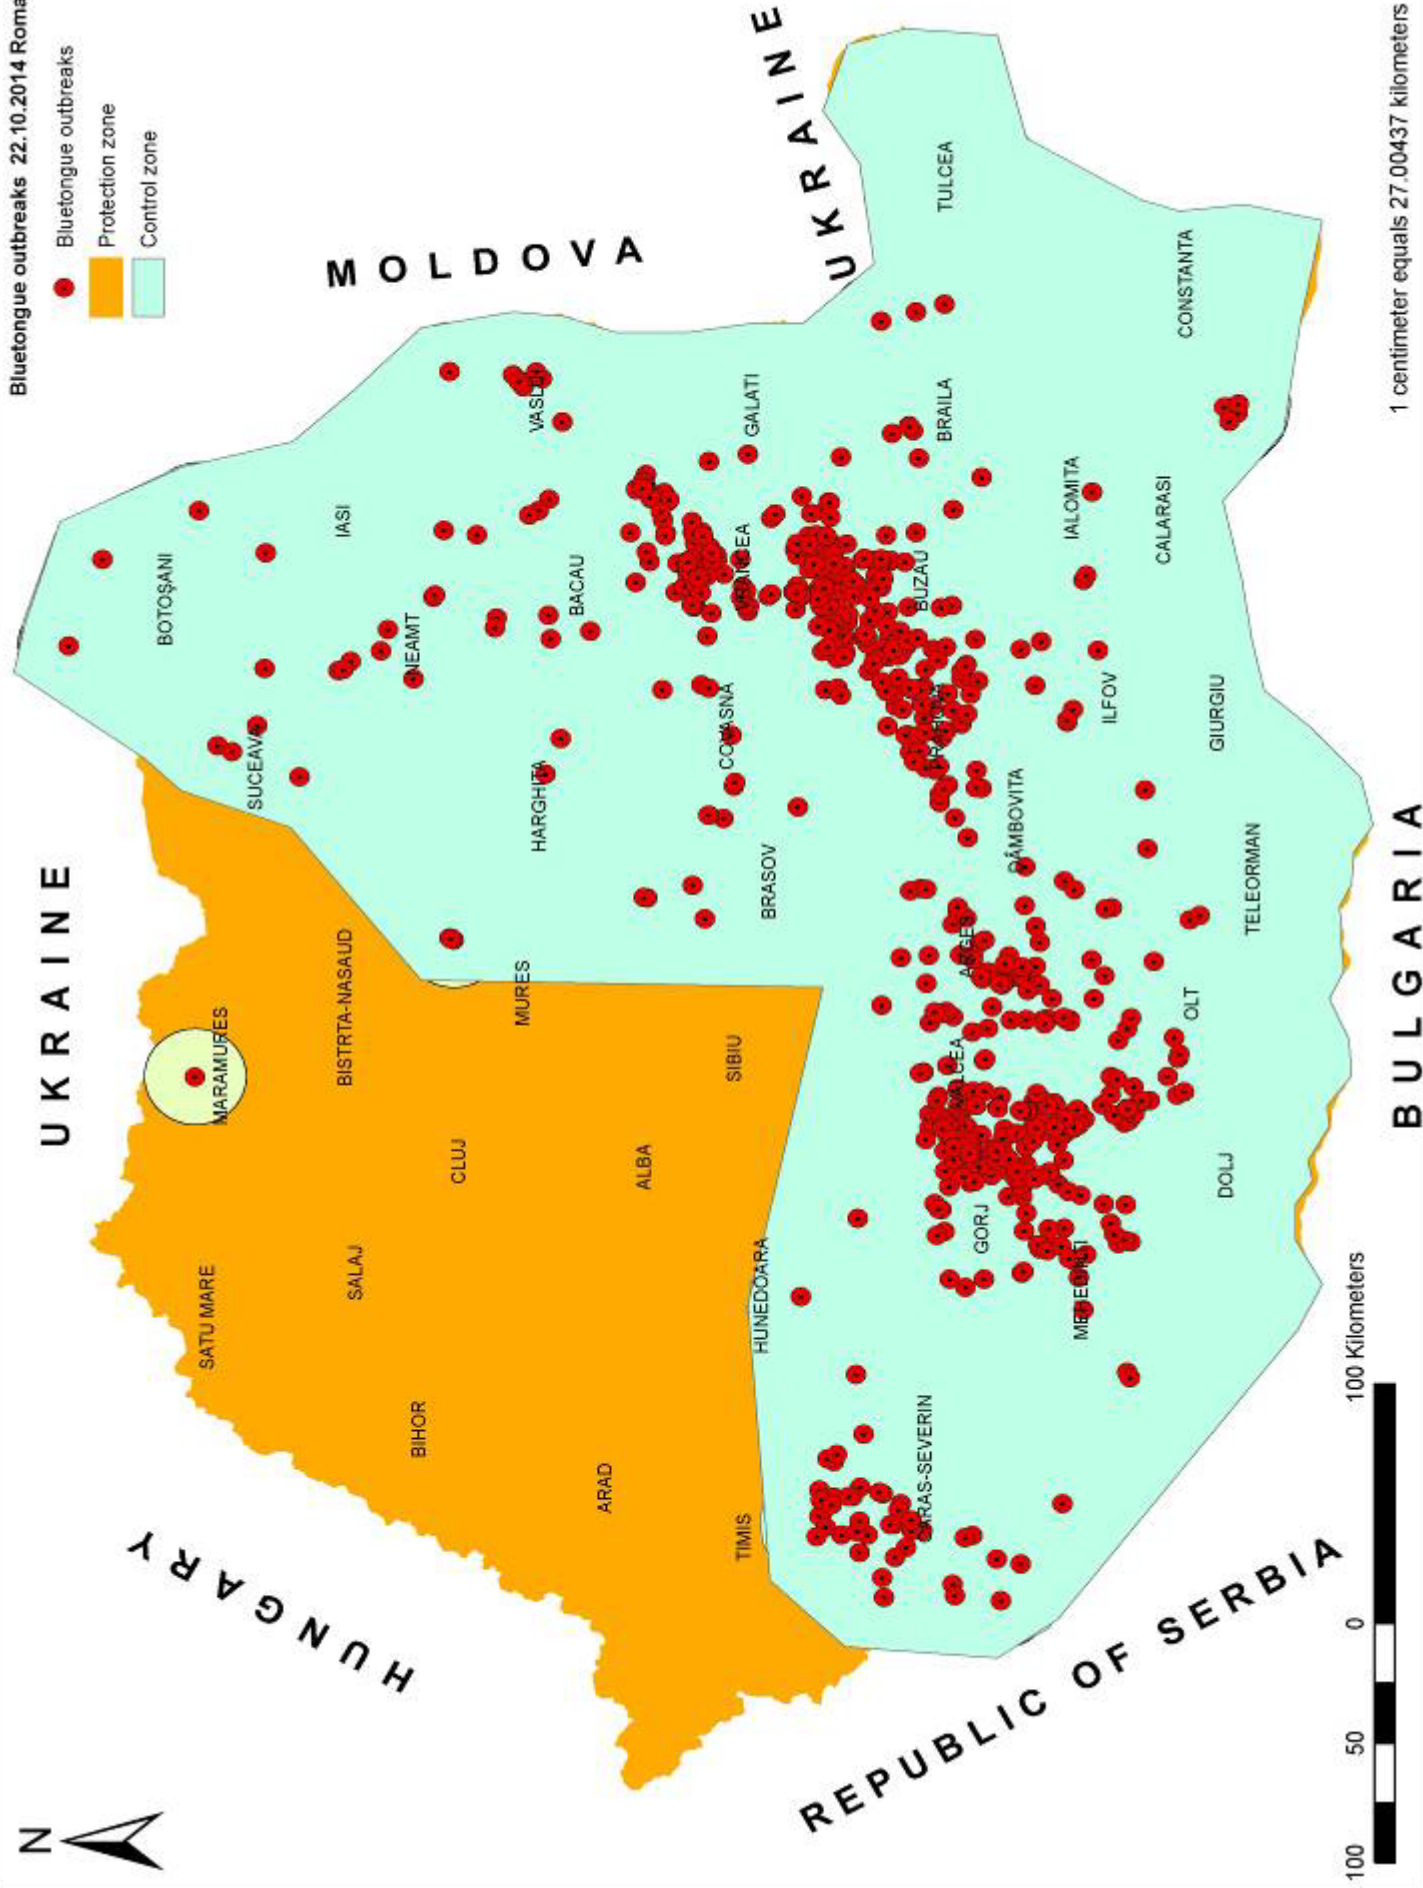 Bluetongue outbreaks 22.10.2014 Roma
Bluetongue outbreaks
Protection zone
Control zone
N
UKRAINE
MOLDOVA
UKRAINE
HUNGARY
REPUBLIC OF SERBIA
BULGARIA
BOTOŞANI
SUCEAVA
MARAMURES
SATU MARE
IASI
NEAMT
BISTRTA-NASAUD
SALAJ
BIHOR
CLUJ
VASLUI
BACAU
HARGHITA
MURES
ALBA
ARAD
GALATI
VRANCEA
COVASNA
BRASOV
SIBIU
HUNEDOARA
TIMIS
TULCEA
BRAILA
BUZAU
PRAHOVA
ARGES
VALCEA
GORJ
CARAS-SEVERIN
DÂMBOVITA
IALOMITA
ILFOV
MEHEDINTI
CONSTANTA
CALARASI
GIURGIU
TELEORMAN
OLT
DOLJ
100 50 0 100 Kilometers
1 centimeter equals 27.00437 kilometers